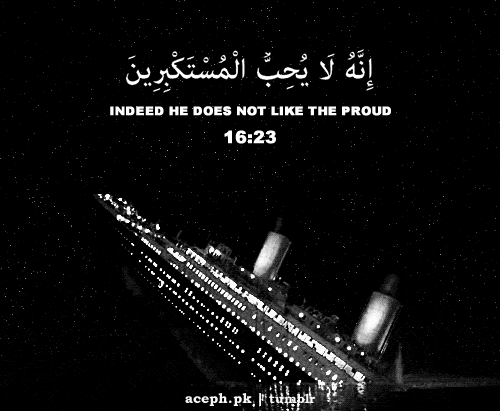 إِنَّهُ لَا يُحِبُّ الْمُسْتَكْبِرِينَ
INDEED HE DOES NOT LIKE THE PROUD
16:23
aceph.pk | tumblr